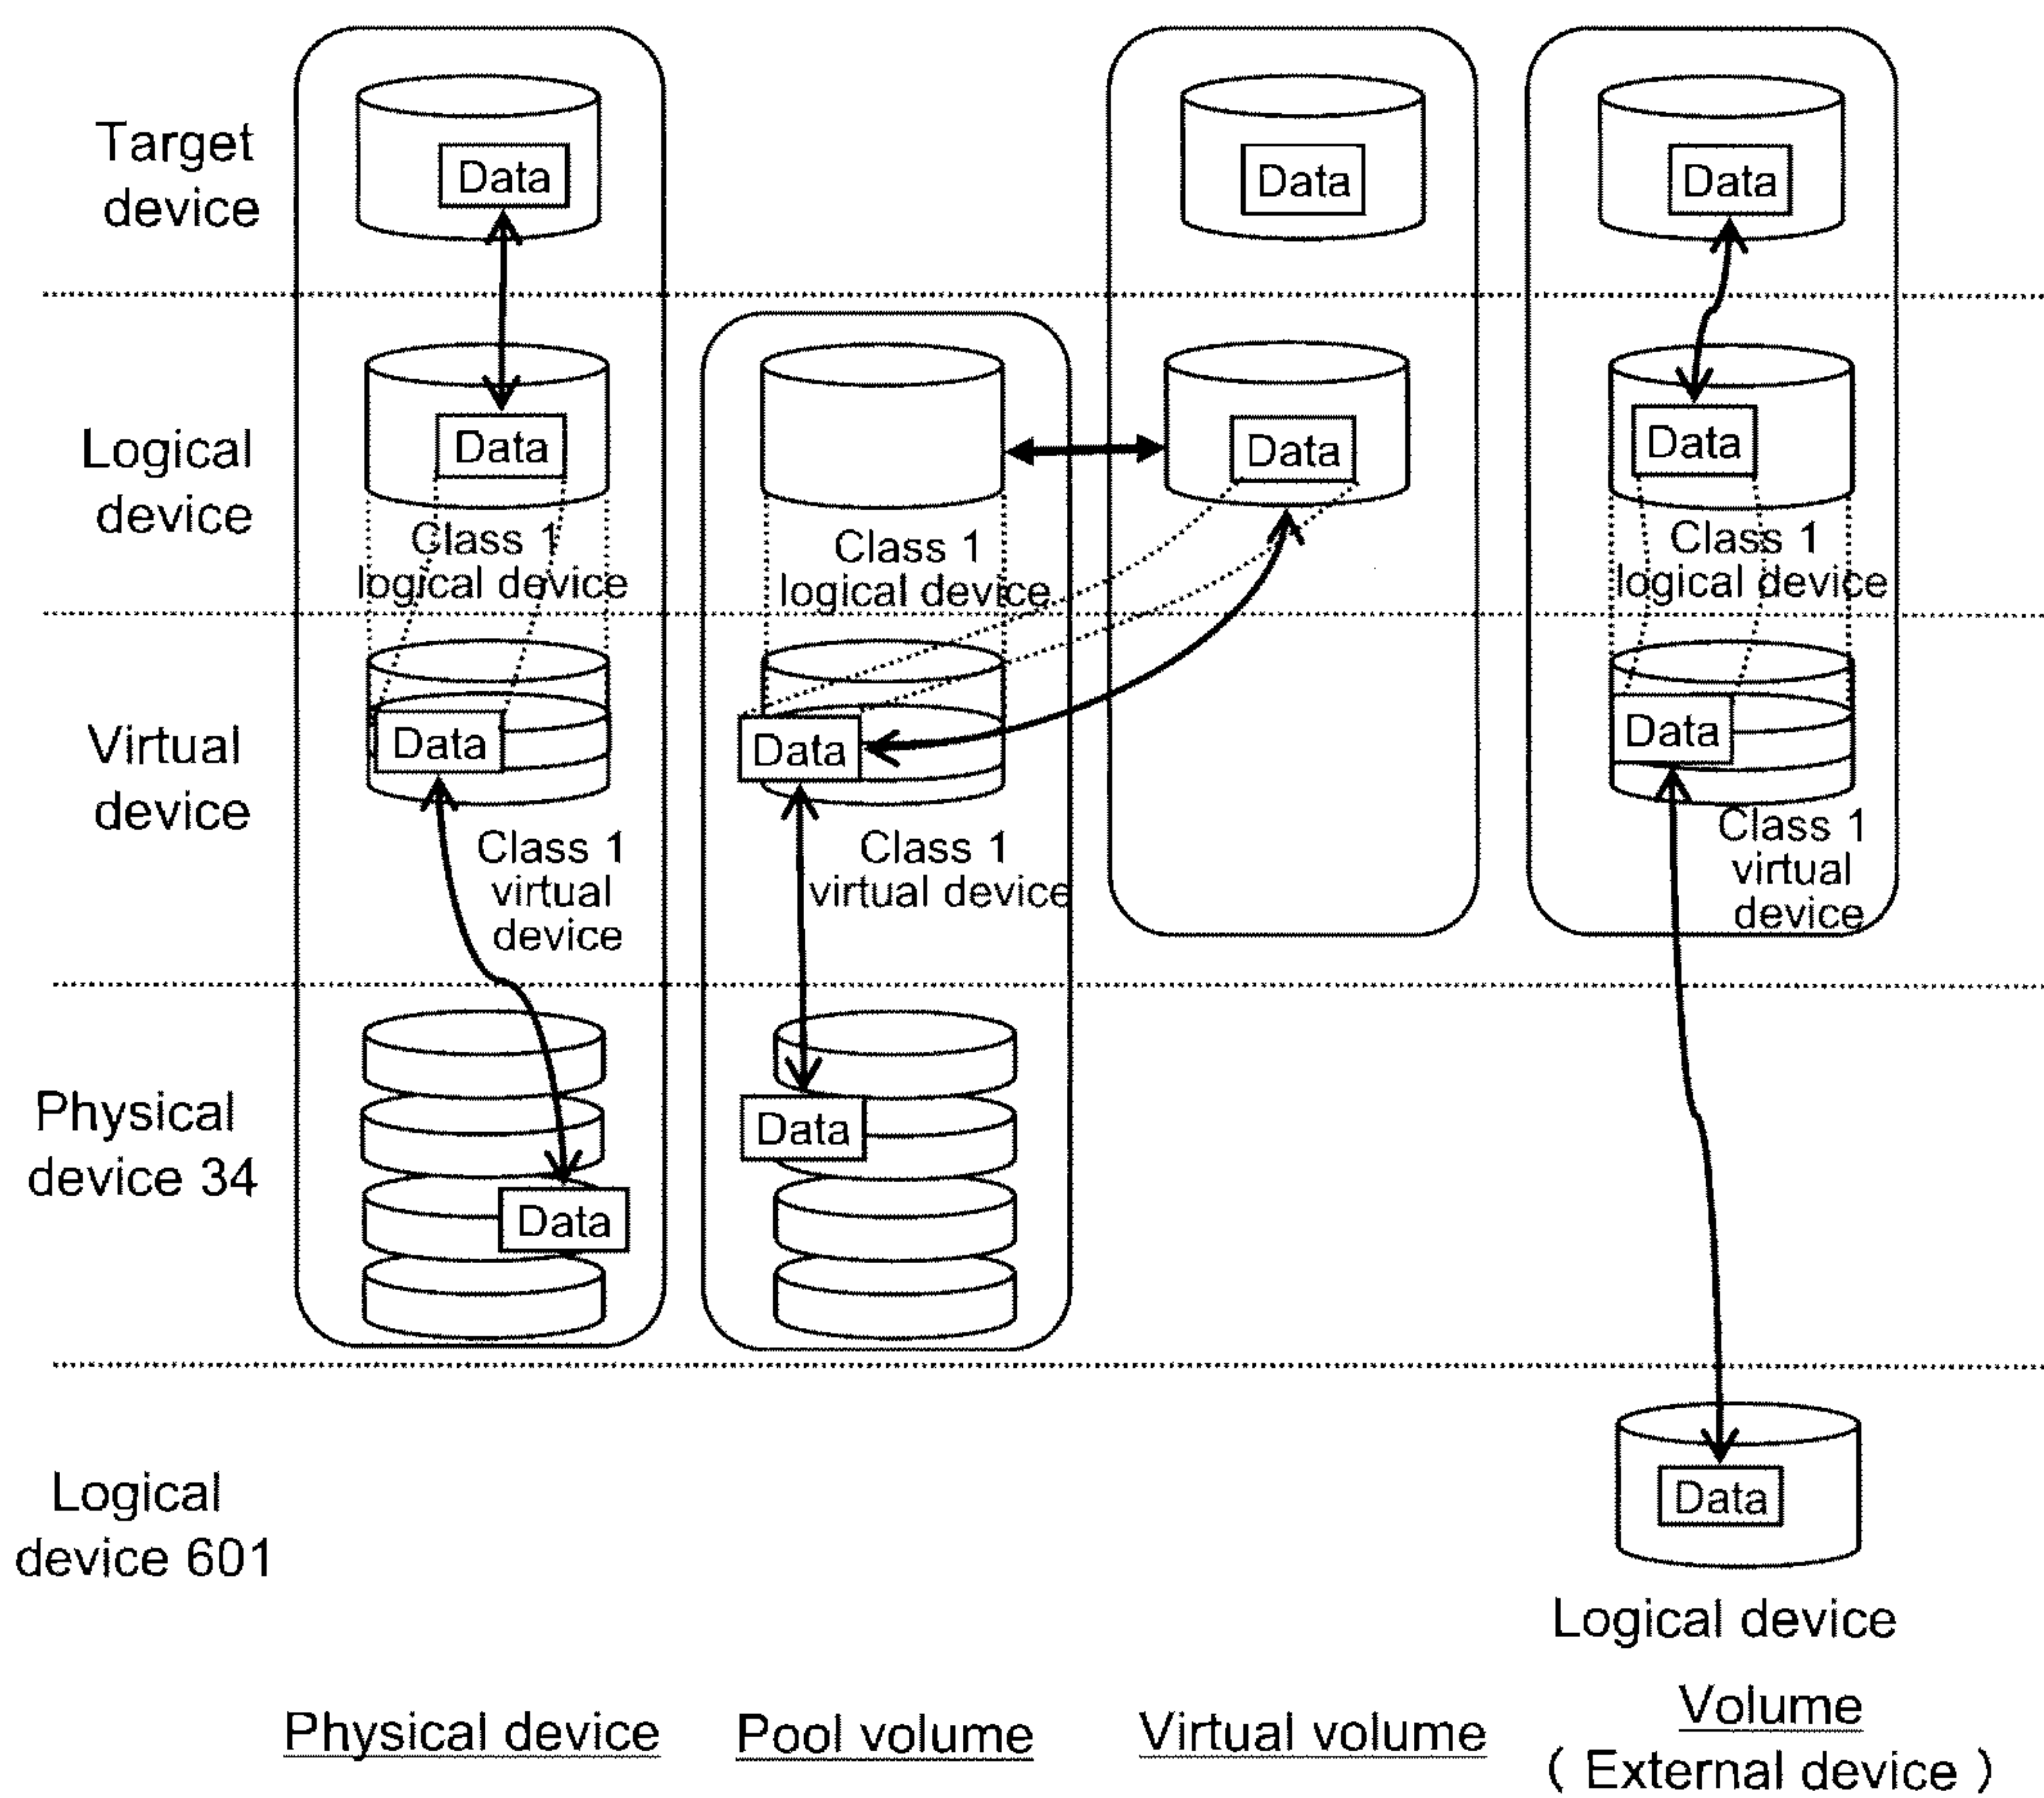 Target
device
Data
Data
Data
Logical
device
Data
Data
Data
Class 1
logical device
Class 1
logical device
Class 1
logical device
Virtual
device
Data
Data
Data
Class 1
virtual
device
Class 1
virtual device
Class 1
virtual
device
Physical
device 34
Data
Data
Logical
device 601
Data
Logical device
Physical device
Pool volume
Virtual volume
Volume
( External device )